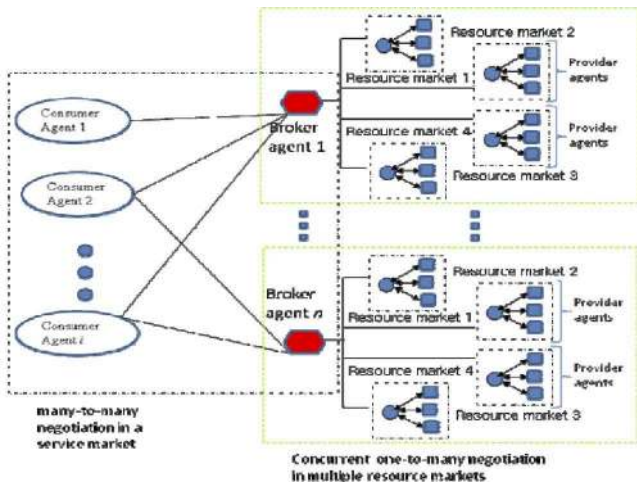 Resource market 2
Resource market 1
Provider
agents
Consumer
Agent 1
Broker
agent 1
Resource market 4
Provider
agents
Resource market 3
Consumer
Agent 2
Resource market 2
Broker
agent n
Resource market 1
Provider
agents
Consumer
Agent i
Resource market 4
Provider
agents
Resource market 3
many-to-many
negotiation in a
service market
Concurrent one-to-many negotiation
in multiple resource markets